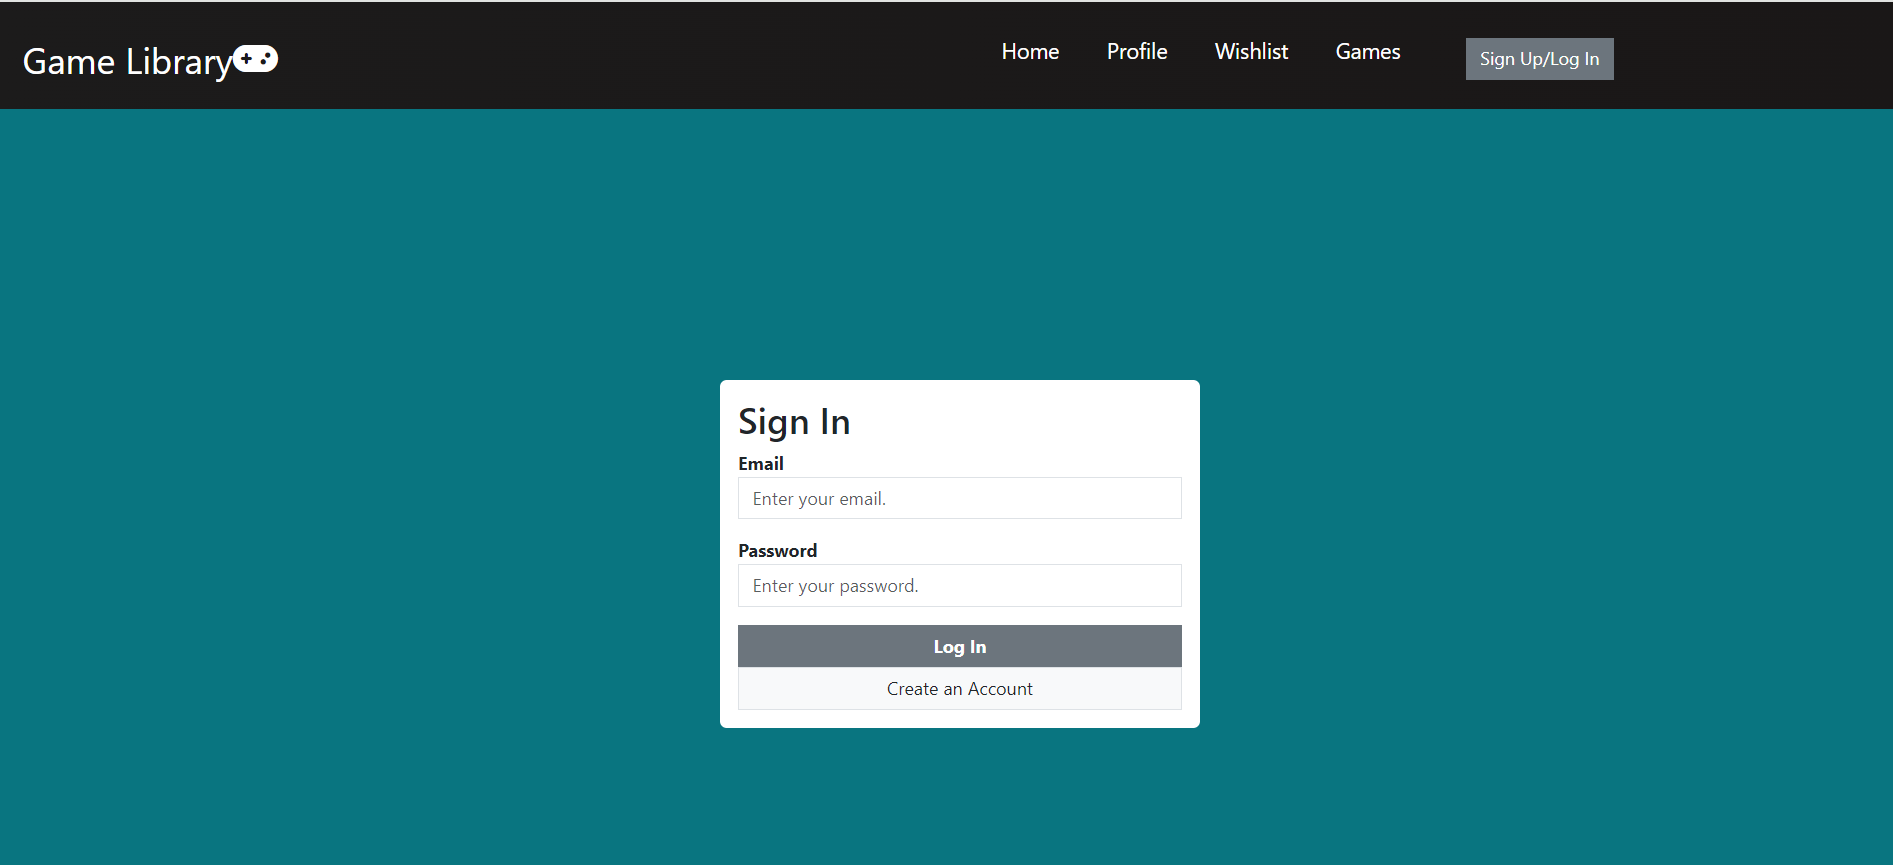 Game Library
Home Profile Wishlist Games Sign Up/Log In
Sign In
Email
Enter your email.
Password
Enter your password.
Log In
Create an Account